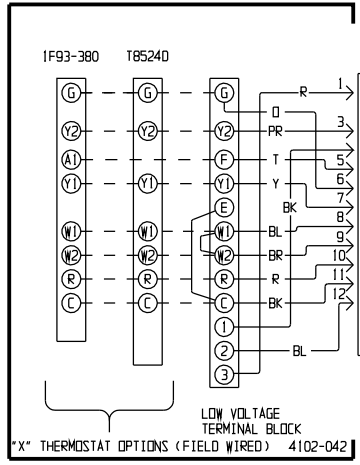 1F93-380 T8524D
G G G R 1
O
Y2 Y2 Y2 PR 3
A1 F T 5
Y1 Y1 Y1 Y 6
E BK 7
W1 W1 W1 BL 8
W2 W2 W2 BR 9
10
R R R R 11
C C C BK 12
1
2 BL
3
LOW VOLTAGE
TERMINAL BLOCK
"X" THERMOSTAT OPTIONS (FIELD WIRED) 4102-042